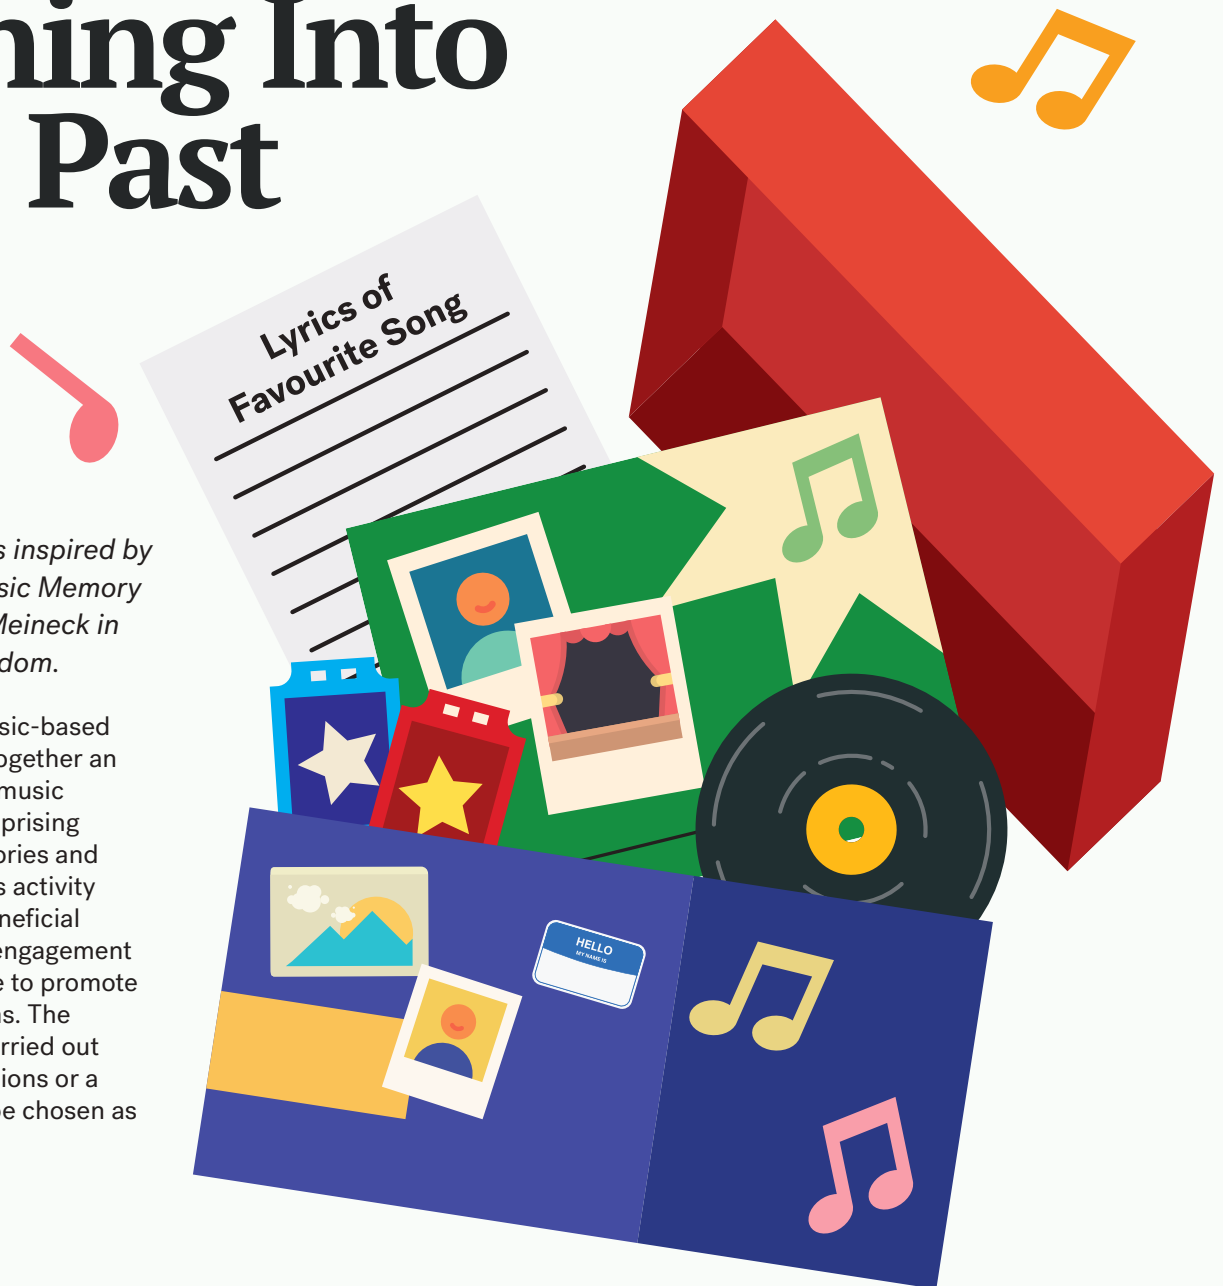 ning Into
Past
Lyrics of
Favourite Song
s inspired by
sic Memory
Meineck in
dom.
sic-based
ogether an
music
prising
ories and
s activity
neficial
engagement
e to promote
ns. The
rried out
ions or a
be chosen as
HELLO
MY NAME IS